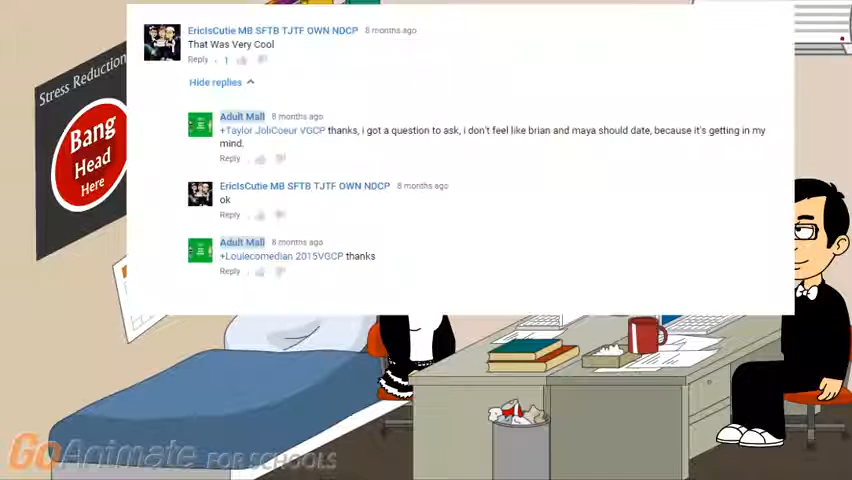 EricIsCutie MB SFTB TJTF OWN NDCP 8 months ago
That Was Very Cool
Reply 1
Hide replies
Adult Mall 8 months ago
+Taylor JoliCoeur VGCP thanks, i got a question to ask, i don't feel like brian and maya should date, because it's getting in my
mind.
Reply
EricIsCutie MB SFTB TJTF OWN NDCP 8 months ago
ok
Reply
Adult Mall 8 months ago
+Louiecomedian 2015VGCP thanks
Reply
Stress Reduction
Bang
Head
Here
GoAnimate FOR SCHOOLS